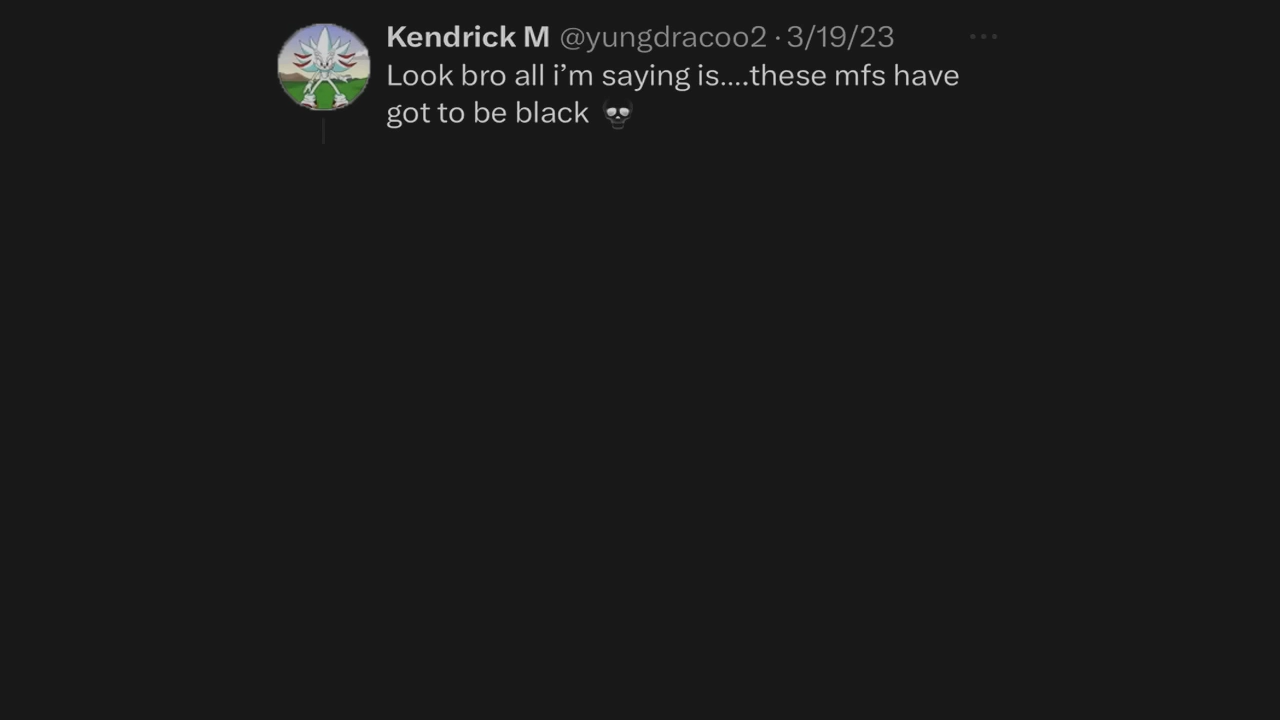 Kendrick M @yungdracoo2 · 3/19/23
Look bro all i’m saying is....these mfs have
got to be black 💀